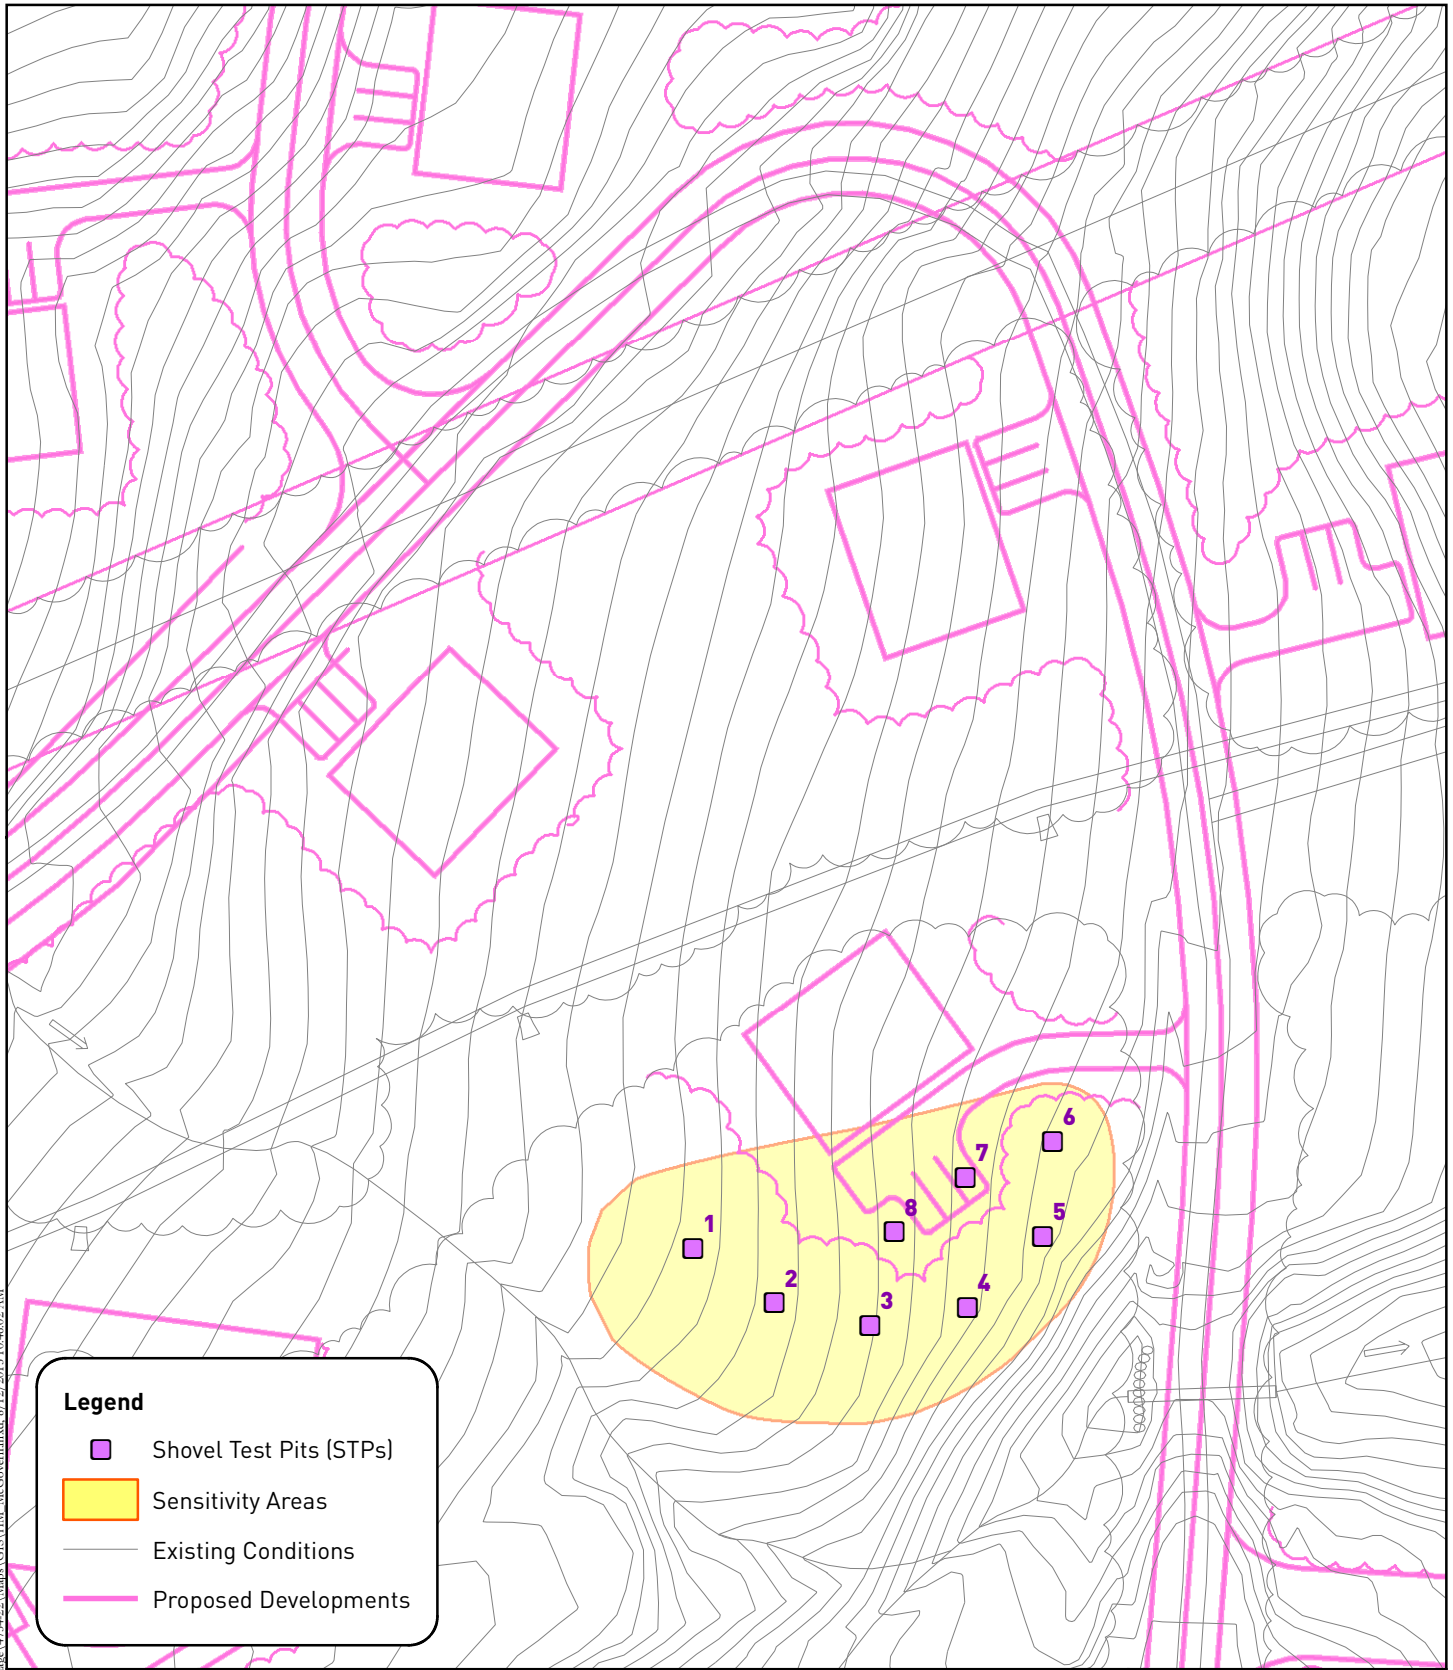 6
7
8
5
1
2
4
3
Legend
Shovel Test Pits (STPs)
Sensitivity Areas
Existing Conditions
Proposed Developments